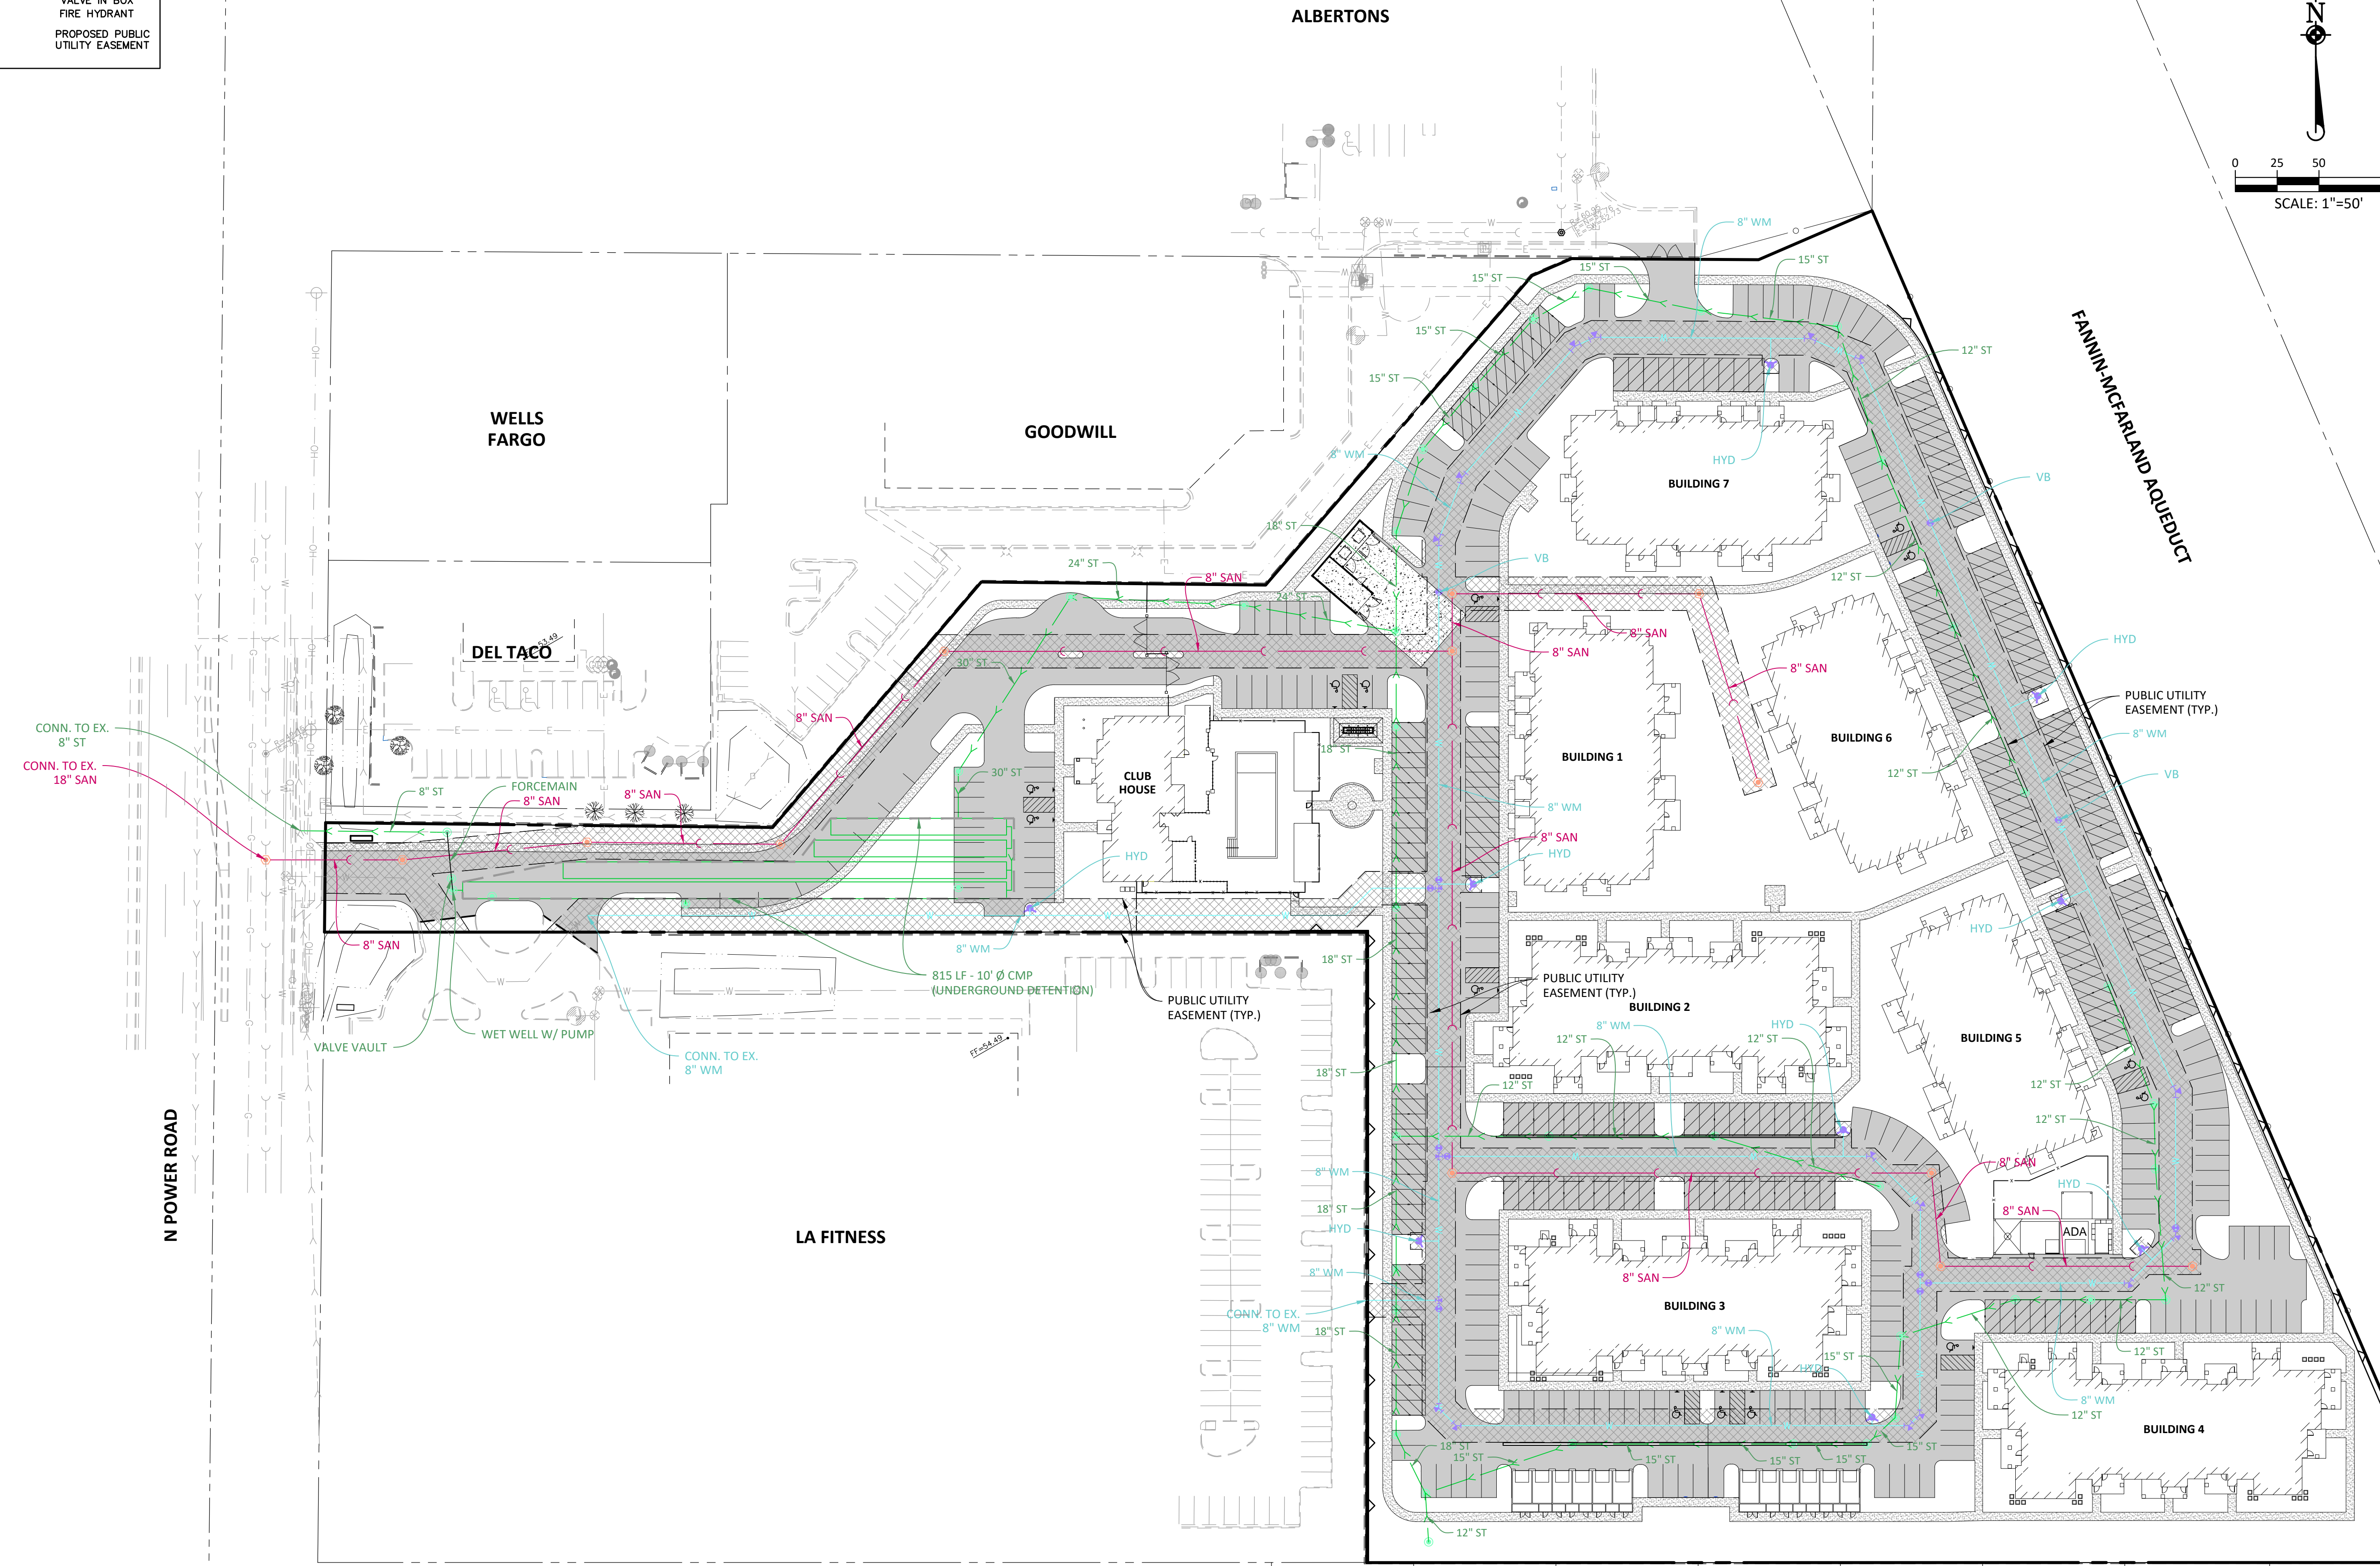 VALVE IN BOX
FIRE HYDRANT
PROPOSED PUBLIC
UTILITY EASEMENT
ALBERTONS
N
0 25 50
SCALE: 1"=50'
FANNIN-MCFARLAND AQUEDUCT
WELLS
FARGO
GOODWILL
DEL TACO
8" WM
15" ST
15" ST
15" ST
15" ST
15" ST
12" ST
8" WM
HYD
BUILDING 7
VB
18" ST
24" ST
8" SAN
VB
24" ST
12" ST
8" SAN
8" SAN
8" SAN
HYD
30" ST
PUBLIC UTILITY
EASEMENT (TYP.)
8" SAN
CONN. TO EX.
8" ST
CONN. TO EX.
18" SAN
18" ST
BUILDING 6
BUILDING 1
8" WM
VB
12" ST
30" ST
CLUB
HOUSE
8" ST
FORCEMAIN
8" SAN
8" SAN
8" WM
8" SAN
HYD
HYD
HYD
8" SAN
8" WM
18" ST
815 LF - 10' Ø CMP
(UNDERGROUND DETENTION)
PUBLIC UTILITY
EASEMENT (TYP.)
PUBLIC UTILITY
EASEMENT (TYP.)
BUILDING 2
8" WM
HYD
12" ST
12" ST
BUILDING 5
VALVE VAULT
WET WELL W/ PUMP
CONN. TO EX.
8" WM
FF=54.49
18" ST
12" ST
12" ST
12" ST
N POWER ROAD
8" WM
8" SAN
HYD
18" ST
8" SAN
HYD
ADA
LA FITNESS
8" WM
8" SAN
12" ST
BUILDING 3
CONN. TO EX.
8" WM
18" ST
8" WM
15" ST
HYD
12" ST
8" WM
12" ST
BUILDING 4
18" ST
15" ST
15" ST
15" ST
15" ST
15" ST
12" ST